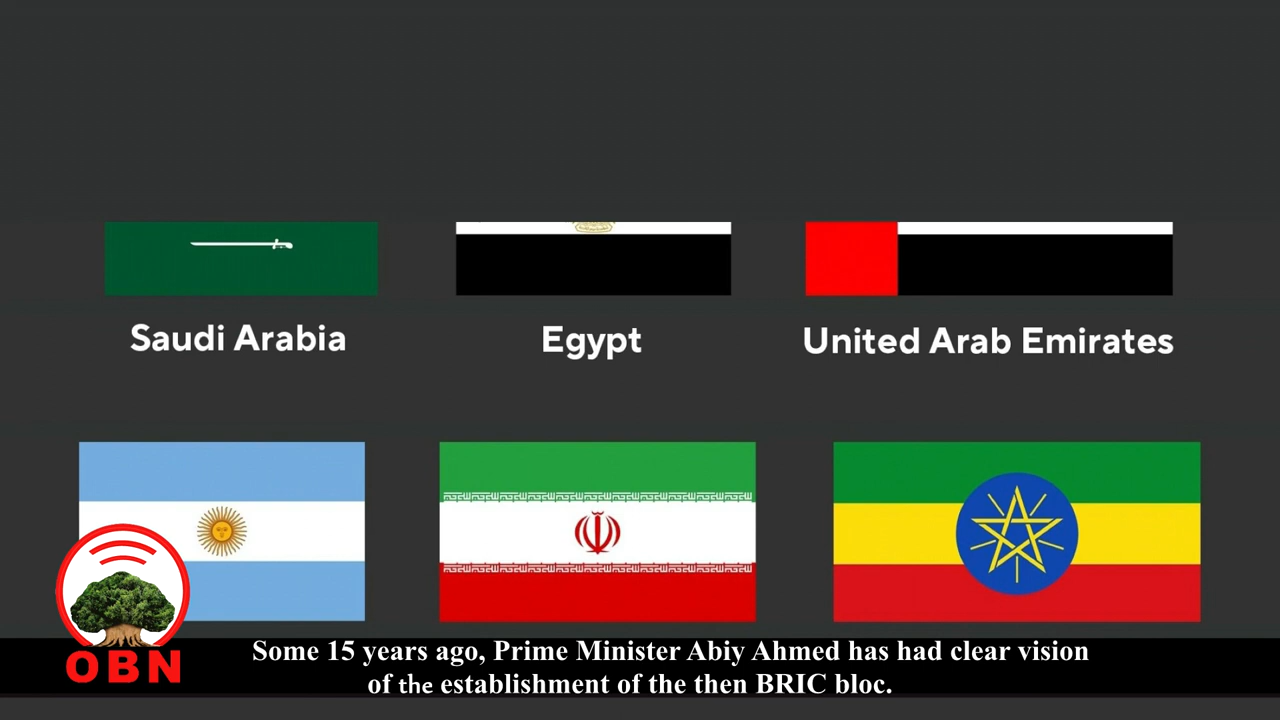 Saudi Arabia
Egypt
United Arab Emirates
OBN
Some 15 years ago, Prime Minister Abiy Ahmed has had clear vision
of the establishment of the then BRIC bloc.